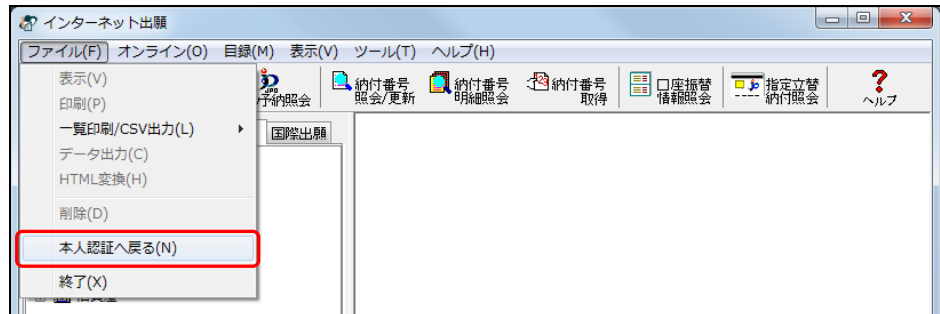 インターネット出願
ファイル(F) オンライン(O) 目録(M) 表示(V) ツール(T) ヘルプ(H)
予納照会
納付番号
照会/更新
納付番号
明細照会
納付番号
取得
口座振替
情報照会
指定立替
納付照会
ヘルプ
国際出願
表示(V)
印刷(P)
一覧印刷/CSV出力(L)
データ出力(C)
HTML変換(H)
削除(D)
本人認証へ戻る(N)
終了(X)